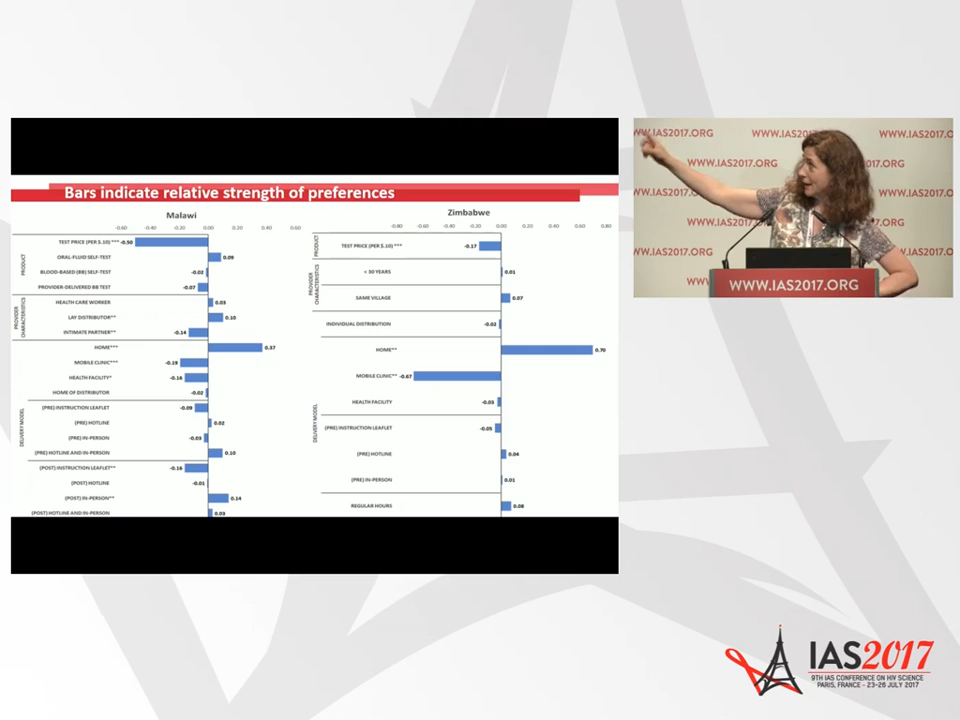 Bars indicate relative strength of preferences
Malawi
-0.60 -0.40 -0.20 0.00 0.20 0.40 0.60
PRODUCT
TEST PRICE (PER $.10) *** -0.50
ORAL-FLUID SELF-TEST 0.09
BLOOD-BASED (BB) SELF-TEST -0.02
PROVIDER-DELIVERED BB TEST -0.07
PROVIDER CHARACTERISTICS
HEALTH CARE WORKER 0.03
LAY DISTRIBUTOR** 0.10
INTIMATE PARTNER** -0.14
DELIVERY MODEL
HOME*** 0.37
MOBILE CLINIC*** -0.19
HEALTH FACILITY* -0.16
HOME OF DISTRIBUTOR -0.02
(PRE) INSTRUCTION LEAFLET -0.09
(PRE) HOTLINE 0.02
(PRE) IN-PERSON -0.03
(PRE) HOTLINE AND IN-PERSON 0.10
(POST) INSTRUCTION LEAFLET** -0.16
(POST) HOTLINE -0.01
(POST) IN-PERSON** 0.14
(POST) HOTLINE AND IN-PERSON 0.03
Zimbabwe
-0.80 -0.60 -0.40 -0.20 0.00 0.20 0.40 0.60 0.80
PRODUCT
TEST PRICE (PER $.10) *** -0.17
PROVIDER CHARACTERISTICS
< 30 YEARS 0.01
SAME VILLAGE 0.07
DELIVERY MODEL
INDIVIDUAL DISTRIBUTION -0.02
HOME** 0.70
MOBILE CLINIC** -0.67
HEALTH FACILITY -0.03
(PRE) INSTRUCTION LEAFLET -0.05
(PRE) HOTLINE 0.04
(PRE) IN-PERSON 0.01
REGULAR HOURS 0.08
WWW.IAS2017.ORG
IAS2017
9TH IAS CONFERENCE ON HIV SCIENCE
PARIS, FRANCE - 23-26 JULY 2017